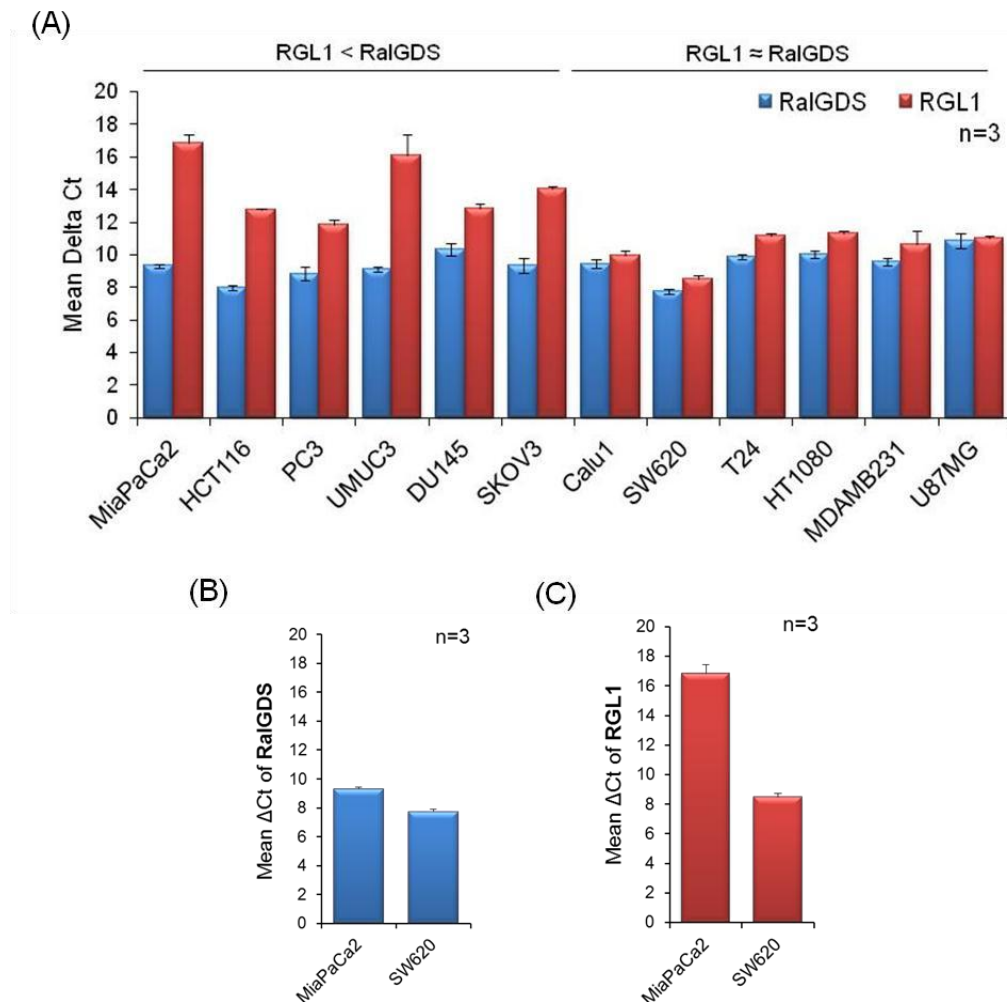 (A)
RGL1 < RalGDS
RGL1 ≈ RalGDS
RalGDS
RGL1
n=3
Mean Delta Ct
20
18
16
14
12
10
8
6
4
2
0
MiaPaCa2
HCT116
PC3
UMUC3
DU145
SKOV3
Calu1
SW620
T24
HT1080
MDAMB231
U87MG
(B)
n=3
Mean ΔCt of RalGDS
20
18
16
14
12
10
8
6
4
2
0
MiaPaCa2
SW620
(C)
n=3
Mean ΔCt of RGL1
20
18
16
14
12
10
8
6
4
2
0
MiaPaCa2
SW620